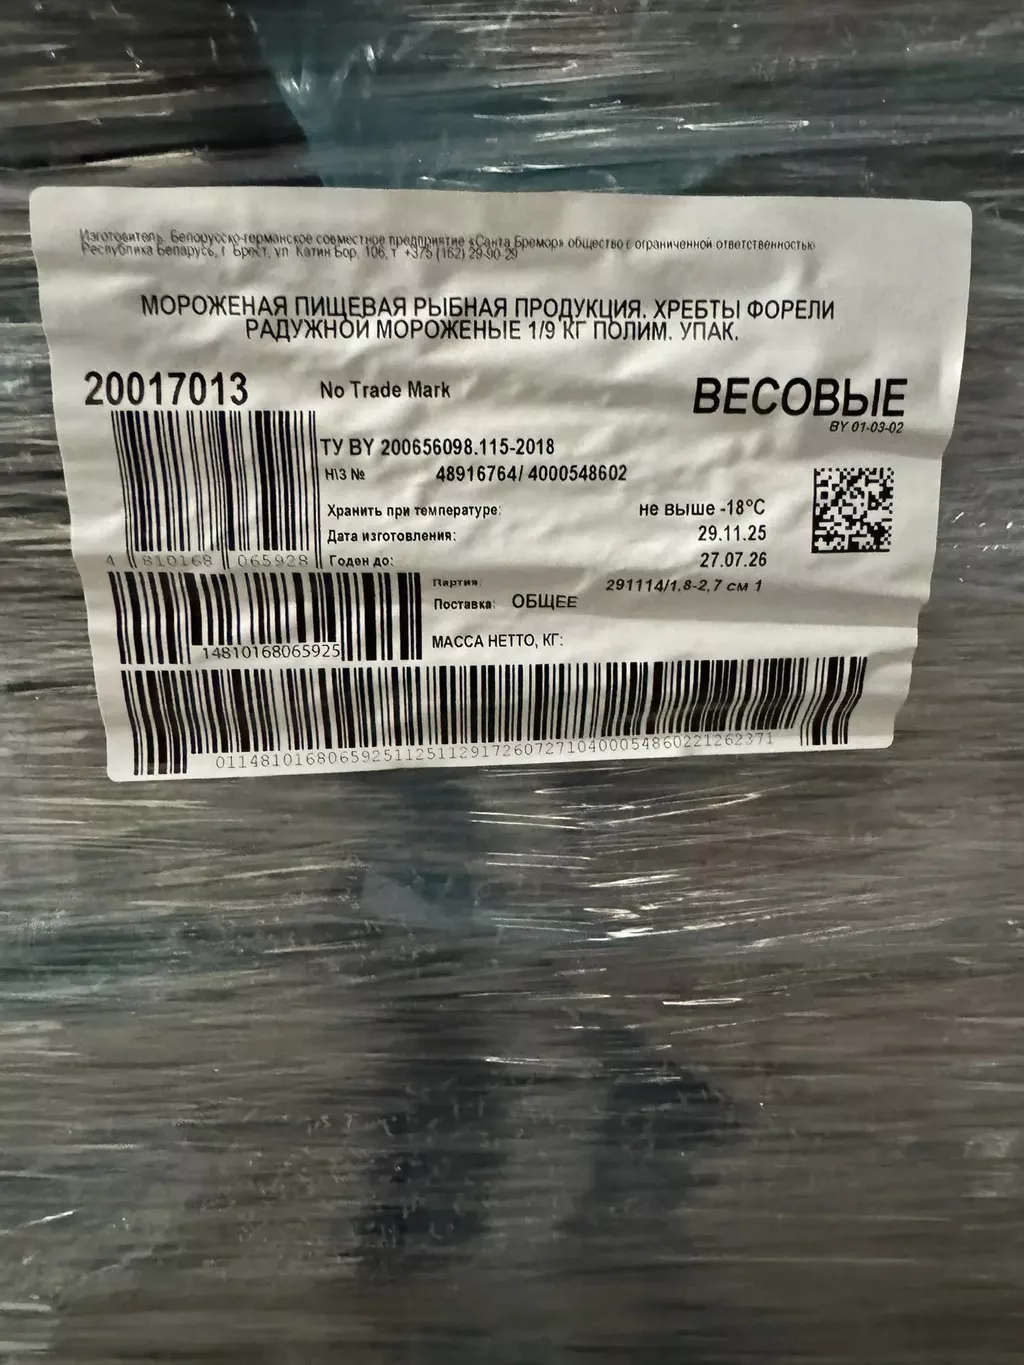 Изготовитель: Белорусско-германское совместное предприятие «Санта Бремор» общество с ограниченной ответственностью
Республика Беларусь, г. Брест, ул. Катин Бор, 106, т. +375 (162) 29-90-29
МОРОЖЕНАЯ ПИЩЕВАЯ РЫБНАЯ ПРОДУКЦИЯ. ХРЕБТЫ ФОРЕЛИ
РАДУЖНОЙ МОРОЖЕНЫЕ 1/9 КГ ПОЛИМ. УПАК.
20017013 No Trade Mark ВЕСОВЫЕ
BY 01-03-02
ТУ BY 200656098.115-2018
Н\З № 48916764/ 4000548602
Хранить при температуре: не выше -18°C
Дата изготовления: 29.11.25
4 810168 065928 Годен до: 27.07.26
Партия: 291114/1,8-2,7 см 1
Поставка: ОБЩЕЕ
МАССА НЕТТО, КГ:
14810168065925
01148101680659251125112917260727104000548602212623​71